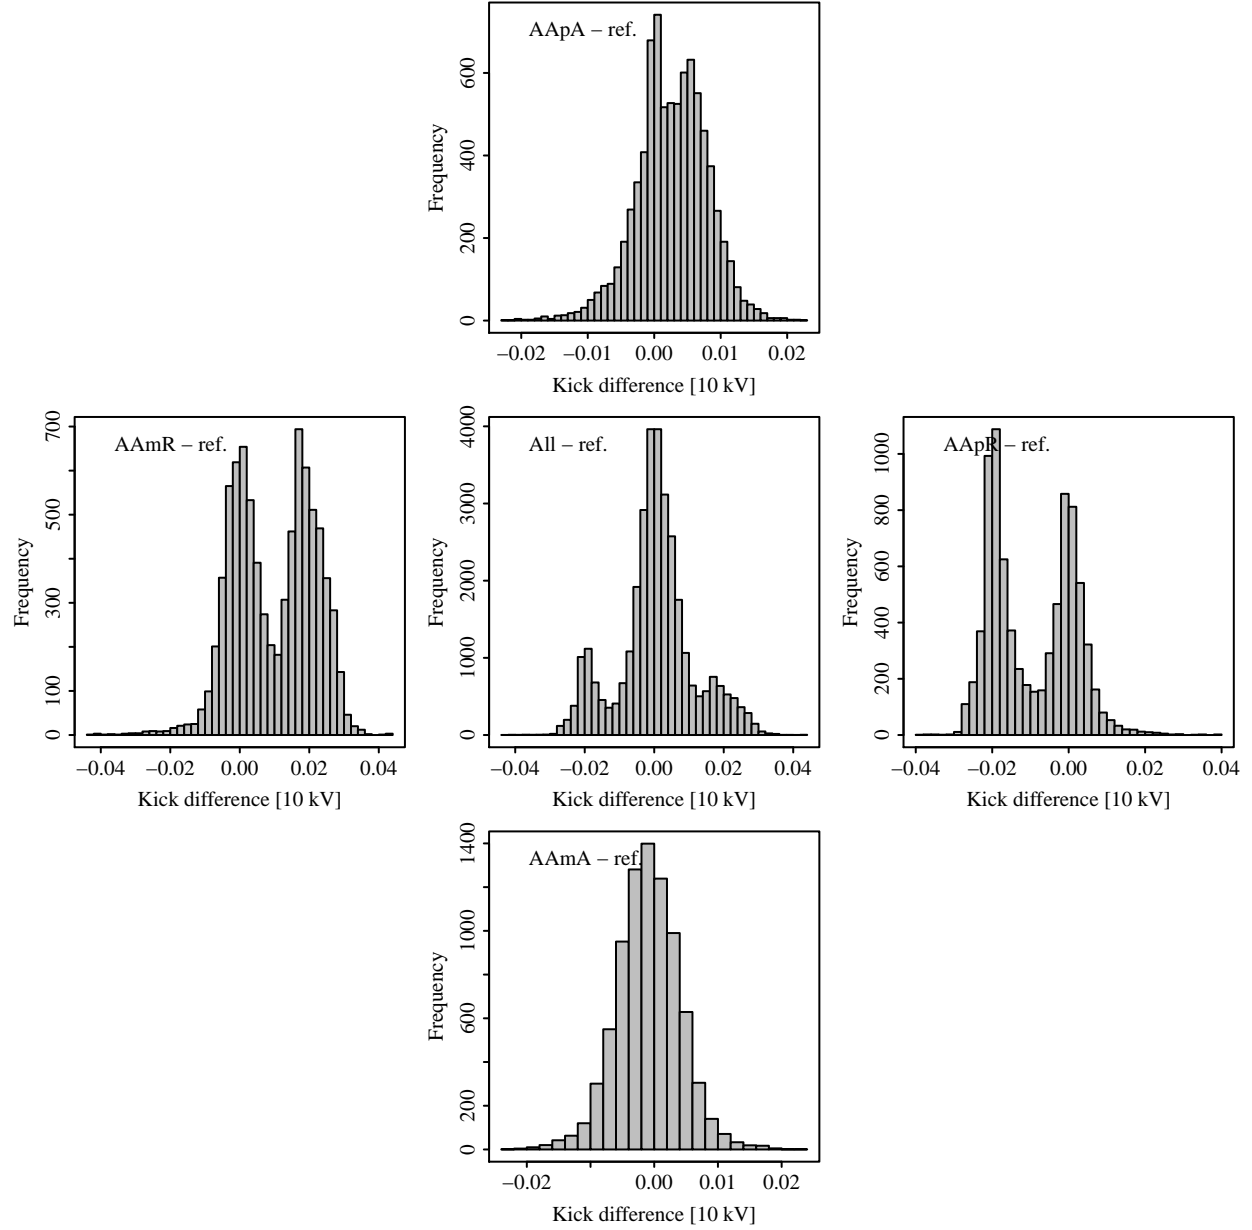 AApA – ref.
Frequency
0
200
400
600
−0.02 −0.01 0.00 0.01 0.02
Kick difference [10 kV]
AAmR – ref.
Frequency
0
100
300
500
700
−0.04 −0.02 0.00 0.02 0.04
Kick difference [10 kV]
All – ref.
Frequency
0
1000
2000
3000
4000
−0.04 −0.02 0.00 0.02 0.04
Kick difference [10 kV]
AApR – ref.
Frequency
0
200
400
600
800
1000
−0.04 −0.02 0.00 0.02 0.04
Kick difference [10 kV]
AAmA – ref.
Frequency
0
200
600
1000
1400
−0.02 0.00 0.01 0.02
Kick difference [10 kV]